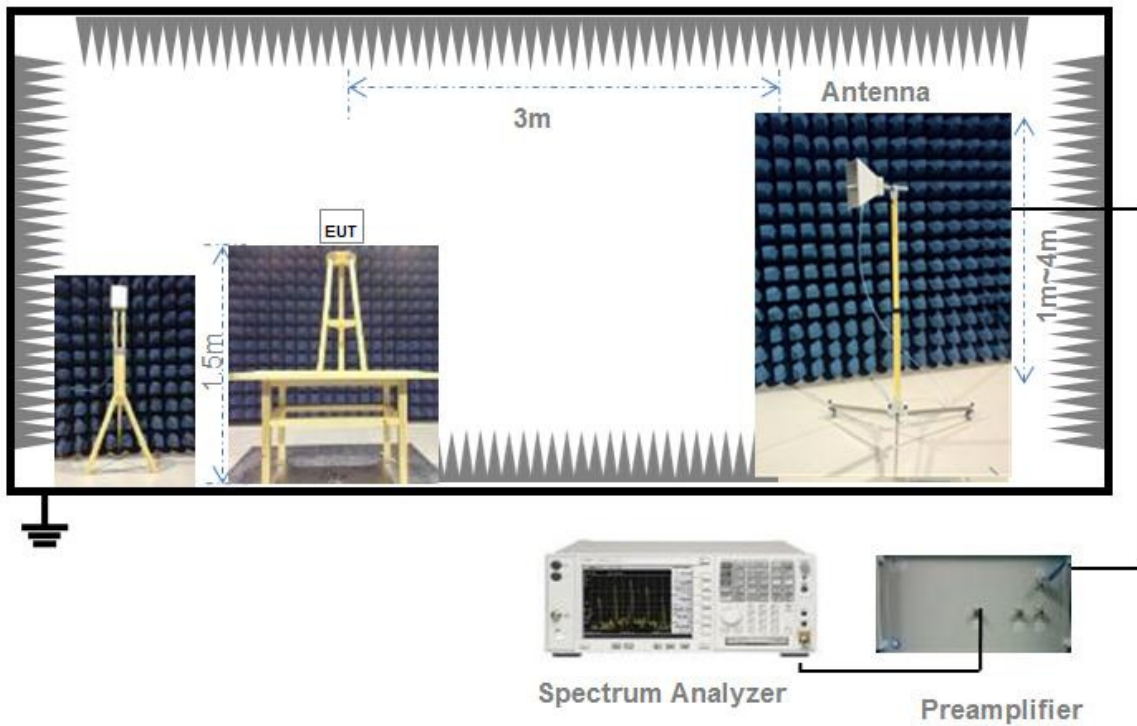 Antenna
3m
EUT
1.5m
1m~4m
Spectrum Analyzer
Preamplifier